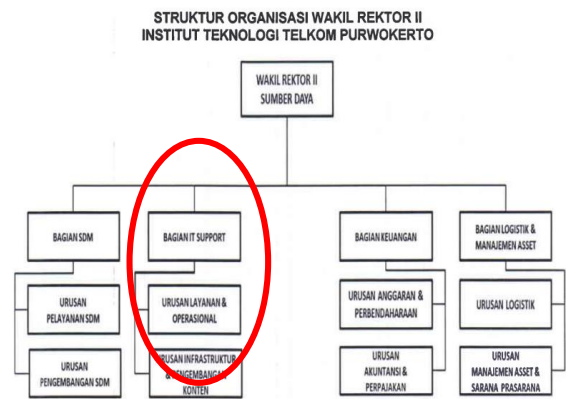 STRUKTUR ORGANISASI WAKIL REKTOR II
INSTITUT TEKNOLOGI TELKOM PURWOKERTO
WAKIL REKTOR II
SUMBER DAYA
BAGIAN SDM
BAGIAN IT SUPPORT
BAGIAN KEUANGAN
BAGIAN LOGISTIK &
MANAJEMEN ASSET
URUSAN
PELAYANAN SDM
URUSAN LAYANAN &
OPERASIONAL
URUSAN ANGGARAN &
PERBENDAHARAAN
URUSAN LOGISTIK
URUSAN
PENGEMBANGAN SDM
URUSAN INFRASTRUKTUR
& PENGEMBANGAN
KONTEN
URUSAN
AKUNTANSI &
PERPAJAKAN
URUSAN
MANAJEMEN ASSET &
SARANA PRASARANA